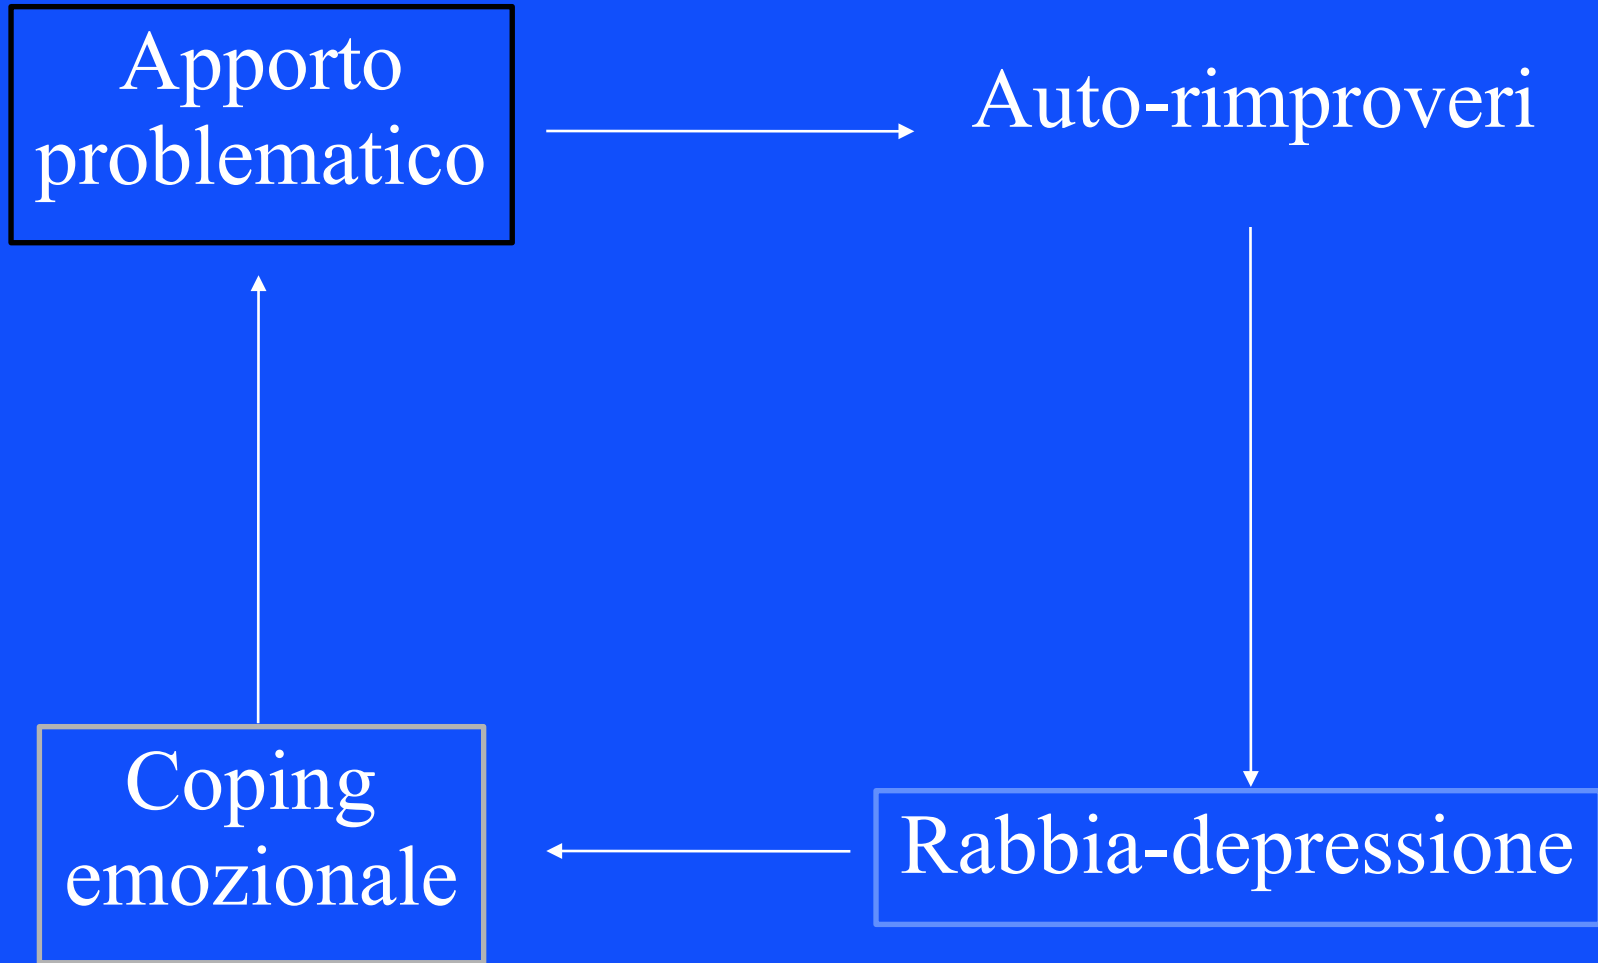 Apporto
problematico
Auto-rimproveri
Coping
emozionale
Rabbia-depressione